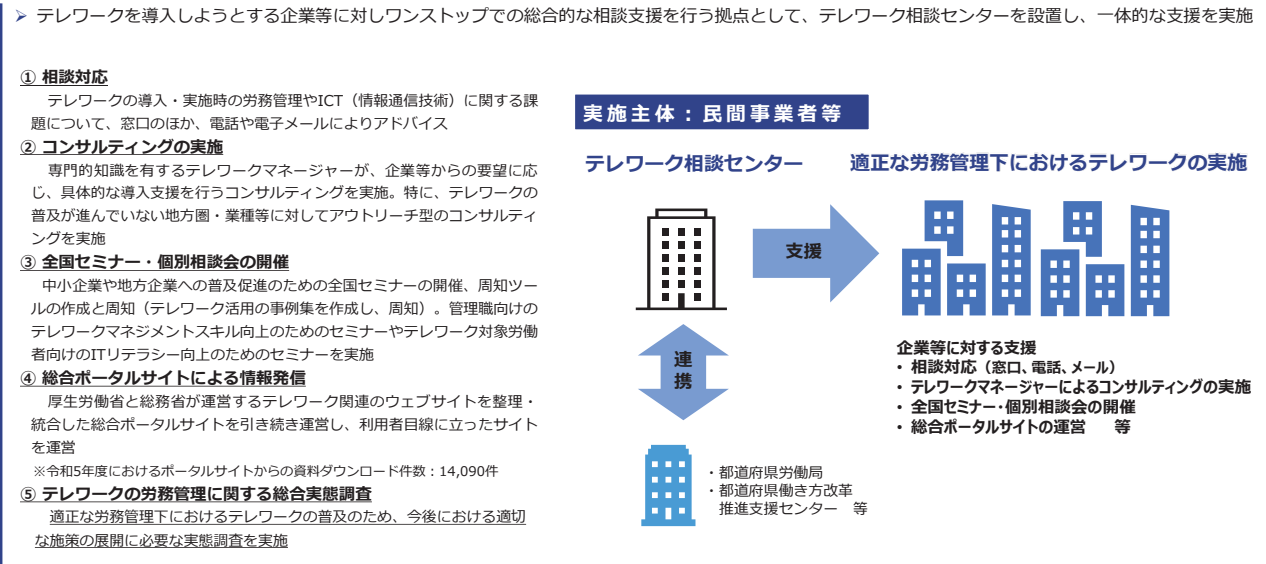 ➢ テレワークを導入しようとする企業等に対しワンストップでの総合的な相談支援を行う拠点として、テレワーク相談センターを設置し、一体的な支援を実施
① 相談対応
テレワークの導入・実施時の労務管理やICT（情報通信技術）に関する課
題について、窓口のほか、電話や電子メールによりアドバイス
② コンサルティングの実施
専門的知識を有するテレワークマネージャーが、企業等からの要望に応
じ、具体的な導入支援を行うコンサルティングを実施。特に、テレワークの
普及が進んでいない地方圏・業種等に対してアウトリーチ型のコンサルティ
ングを実施
③ 全国セミナー・個別相談会の開催
中小企業や地方企業への普及促進のための全国セミナーの開催、周知ツー
ルの作成と周知（テレワーク活用の事例集を作成し、周知）。管理職向けの
テレワークマネジメントスキル向上のためのセミナーやテレワーク対象労働
者向けのITリテラシー向上のためのセミナーを実施
④ 総合ポータルサイトによる情報発信
厚生労働省と総務省が運営するテレワーク関連のウェブサイトを整理・
統合した総合ポータルサイトを引き続き運営し、利用者目線に立ったサイト
を運営
※令和5年度におけるポータルサイトからの資料ダウンロード件数：14,090件
⑤ テレワークの労務管理に関する総合実態調査
適正な労務管理下におけるテレワークの普及のため、今後における適切
な施策の展開に必要な実態調査を実施
実施主体：民間事業者等
テレワーク相談センター
適正な労務管理下におけるテレワークの実施
支援
連
携
企業等に対する支援
・相談対応（窓口、電話、メール）
・テレワークマネージャーによるコンサルティングの実施
・全国セミナー・個別相談会の開催
・総合ポータルサイトの運営　等
・都道府県労働局
・都道府県働き方改革
推進支援センター　等